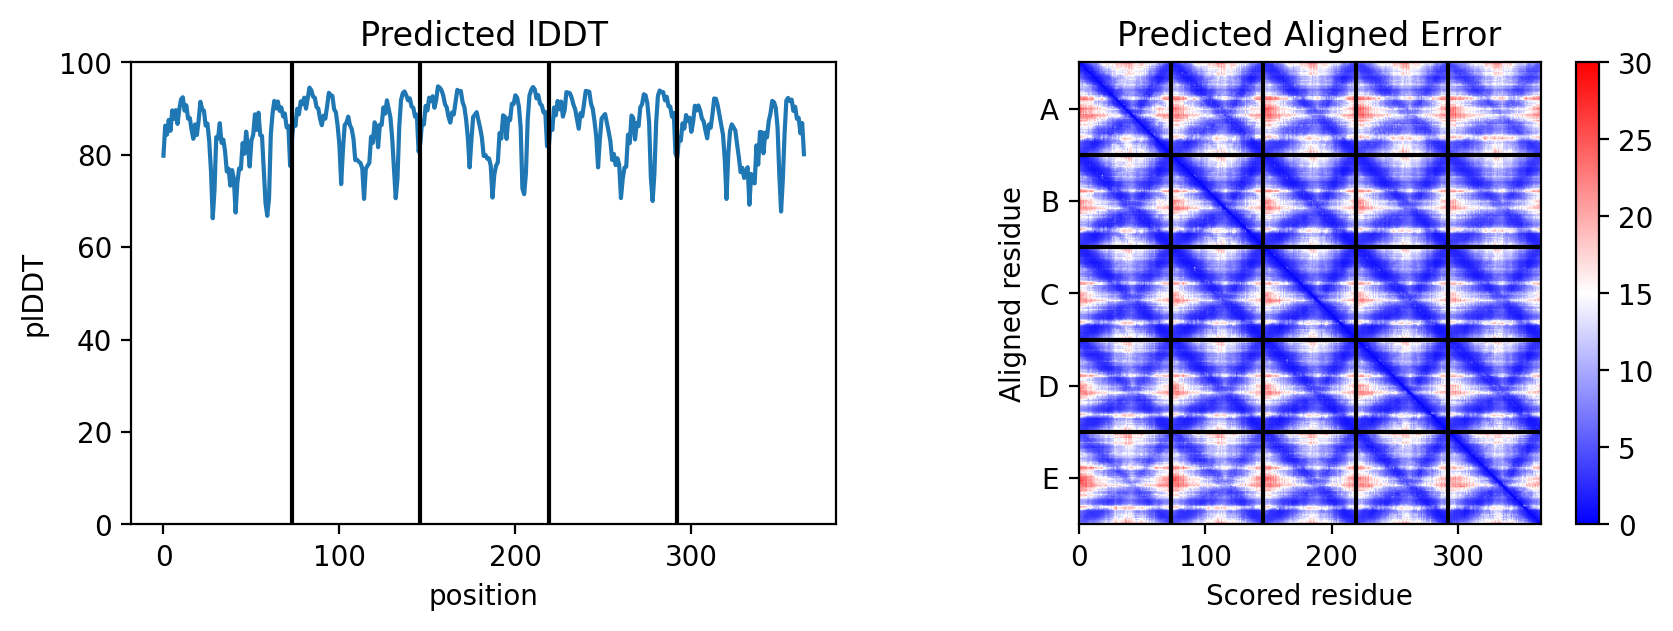 Predicted lDDT
100
80
60
40
20
0
plDDT
0 100 200 300
position
Predicted Aligned Error
A
B
C
D
E
Aligned residue
0 100 200 300
Scored residue
30
25
20
15
10
5
0